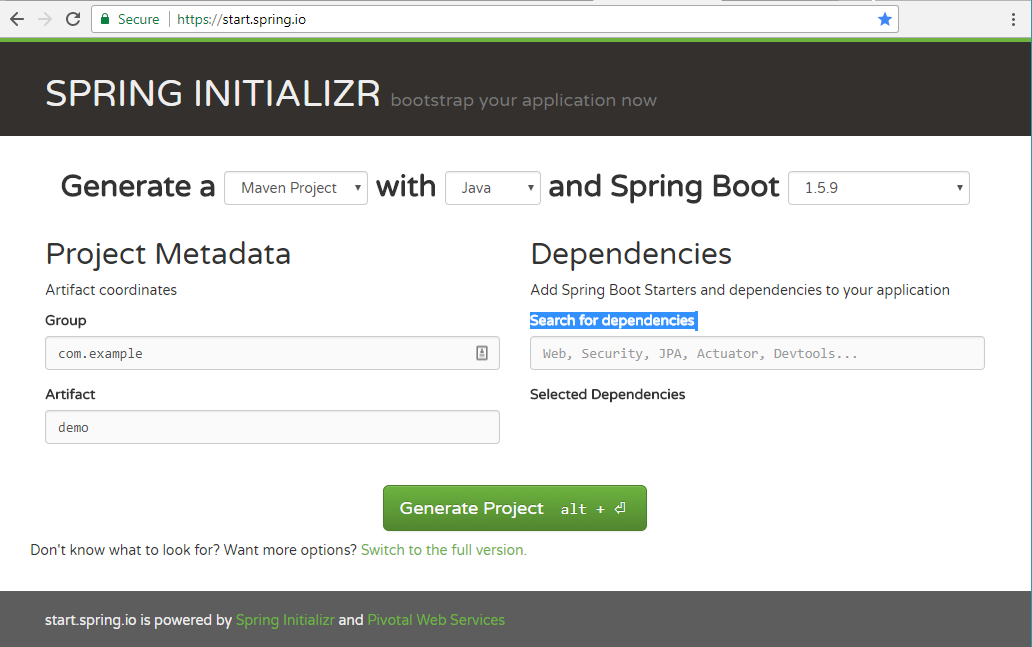 Secure https://start.spring.io
SPRING INITIALIZR bootstrap your application now
Generate a Maven Project with Java and Spring Boot 1.5.9
Project Metadata
Artifact coordinates
Group
com.example
Artifact
demo
Dependencies
Add Spring Boot Starters and dependencies to your application
Search for dependencies
Web, Security, JPA, Actuator, Devtools...
Selected Dependencies
Generate Project alt + ⏎
Don't know what to look for? Want more options? Switch to the full version.
start.spring.io is powered by Spring Initializr and Pivotal Web Services